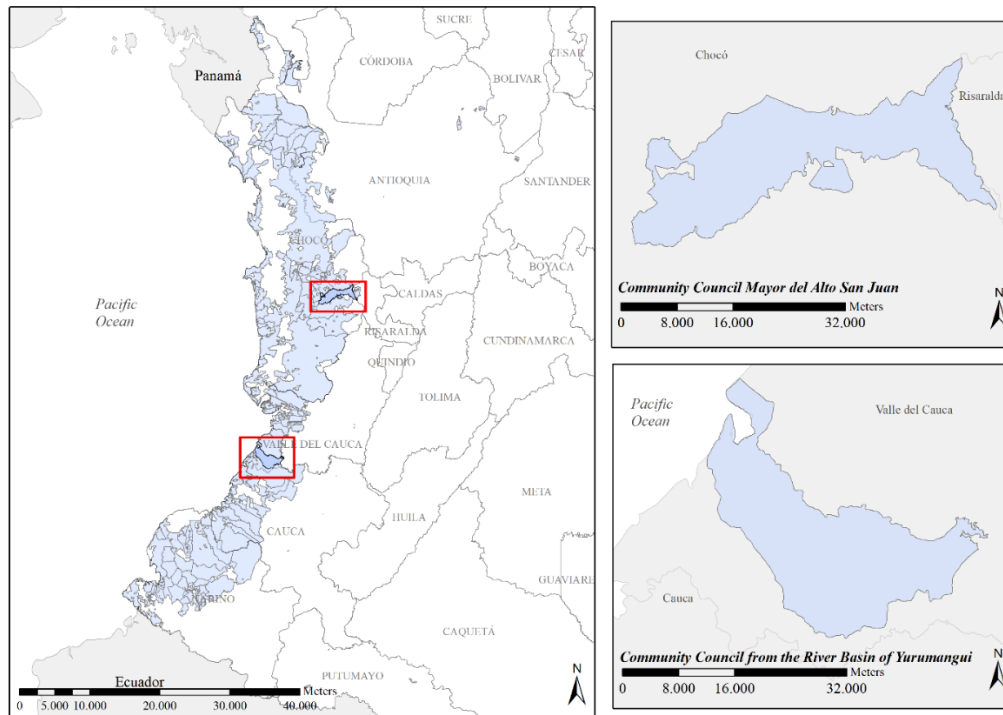 SUCRE
CÓRDOBA
CESAR
BOLIVAR
Panamá
ANTIOQUIA
SANTANDER
CHOCÓ
BOYACA
CALDAS
Pacific
Ocean
RISARALDA
CUNDINAMARCA
QUINDIO
TOLIMA
VALLE DEL CAUCA
META
HUILA
CAUCA
GUAVIARE
NARIÑO
CAQUETÁ
PUTUMAYO
Ecuador
N
Meters
0 5.000 10.000 20.000 30.000 40.000
Chocó
Risaralda
Community Council Mayor del Alto San Juan
Meters
0 8.000 16.000 32.000
N
Pacific
Ocean
Valle del Cauca
Cauca
Community Council from the River Basin of Yurumangui
Meters
0 8.000 16.000 32.000
N